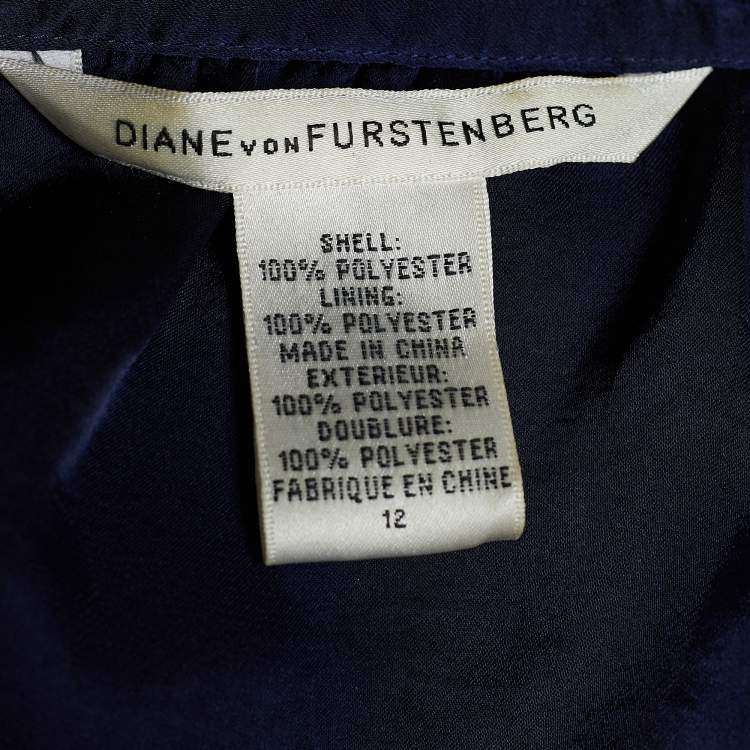 DIANE VON FURSTENBERG
SHELL:
100% POLYESTER
LINING:
100% POLYESTER
MADE IN CHINA
EXTERIEUR:
100% POLYESTER
DOUBLURE:
100% POLYESTER
FABRIQUE EN CHINE
12